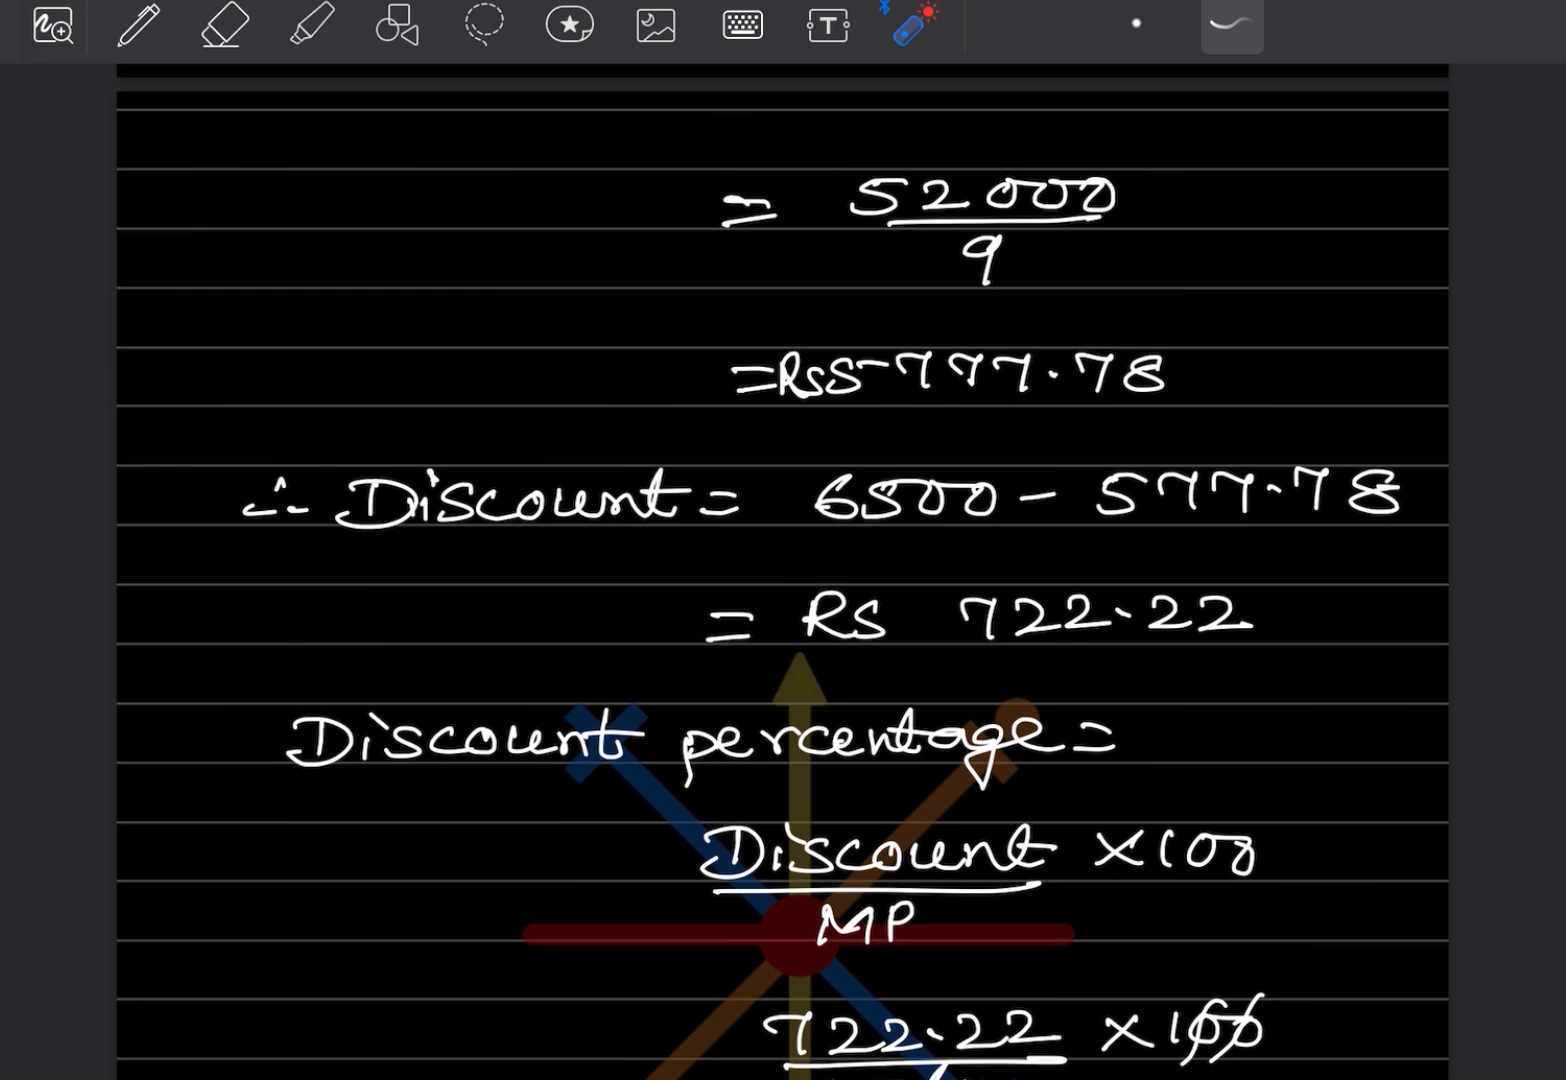 = 52000
9
= Rs 5777.78
∴ Discount = 6500 - 577.78
= RS 722.22
Discount percentage =
Discount × 100
MP
722.22 × 100